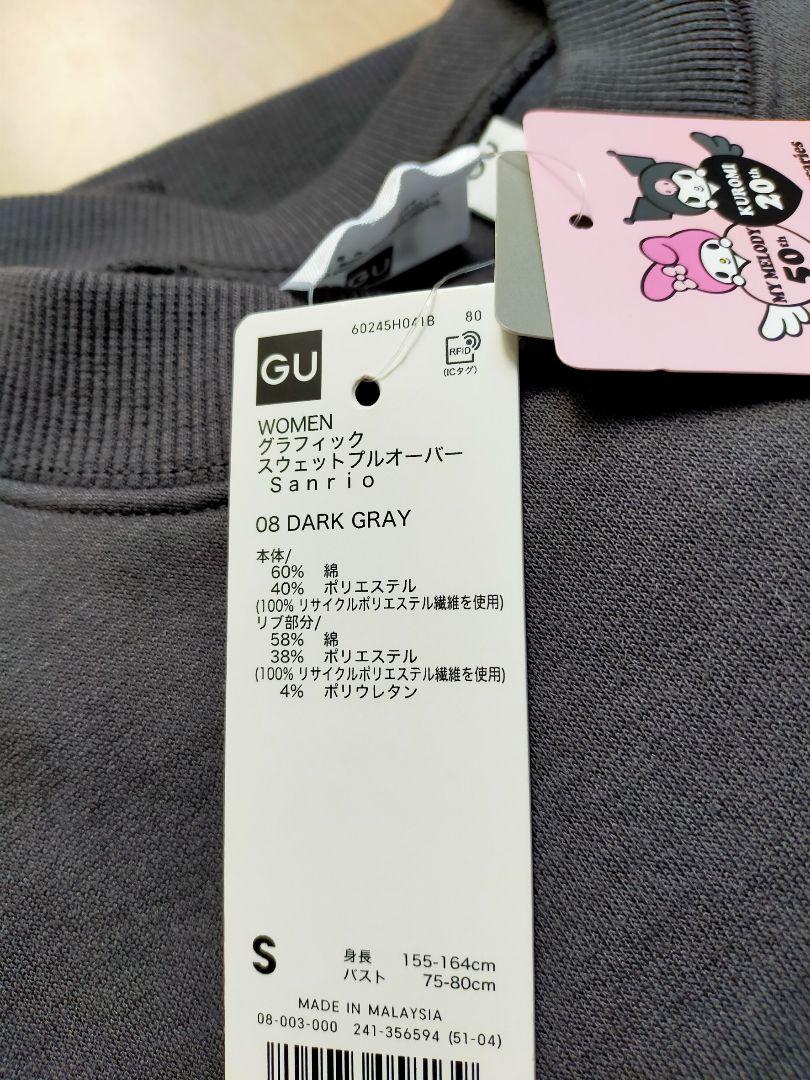 60245H041B 80
GU
RFID
(ICタグ)
WOMEN
グラフィック
スウェットプルオーバー
Sanrio
08 DARK GRAY
本体/
60% 綿
40% ポリエステル
(100% リサイクルポリエステル繊維を使用)
リブ部分/
58% 綿
38% ポリエステル
(100% リサイクルポリエステル繊維を使用)
4% ポリウレタン
S
身長 155-164cm
バスト 75-80cm
MADE IN MALAYSIA
08-003-000 241-356594 (51-04)
GU
KUROMI
20th
MY MELODY
50th